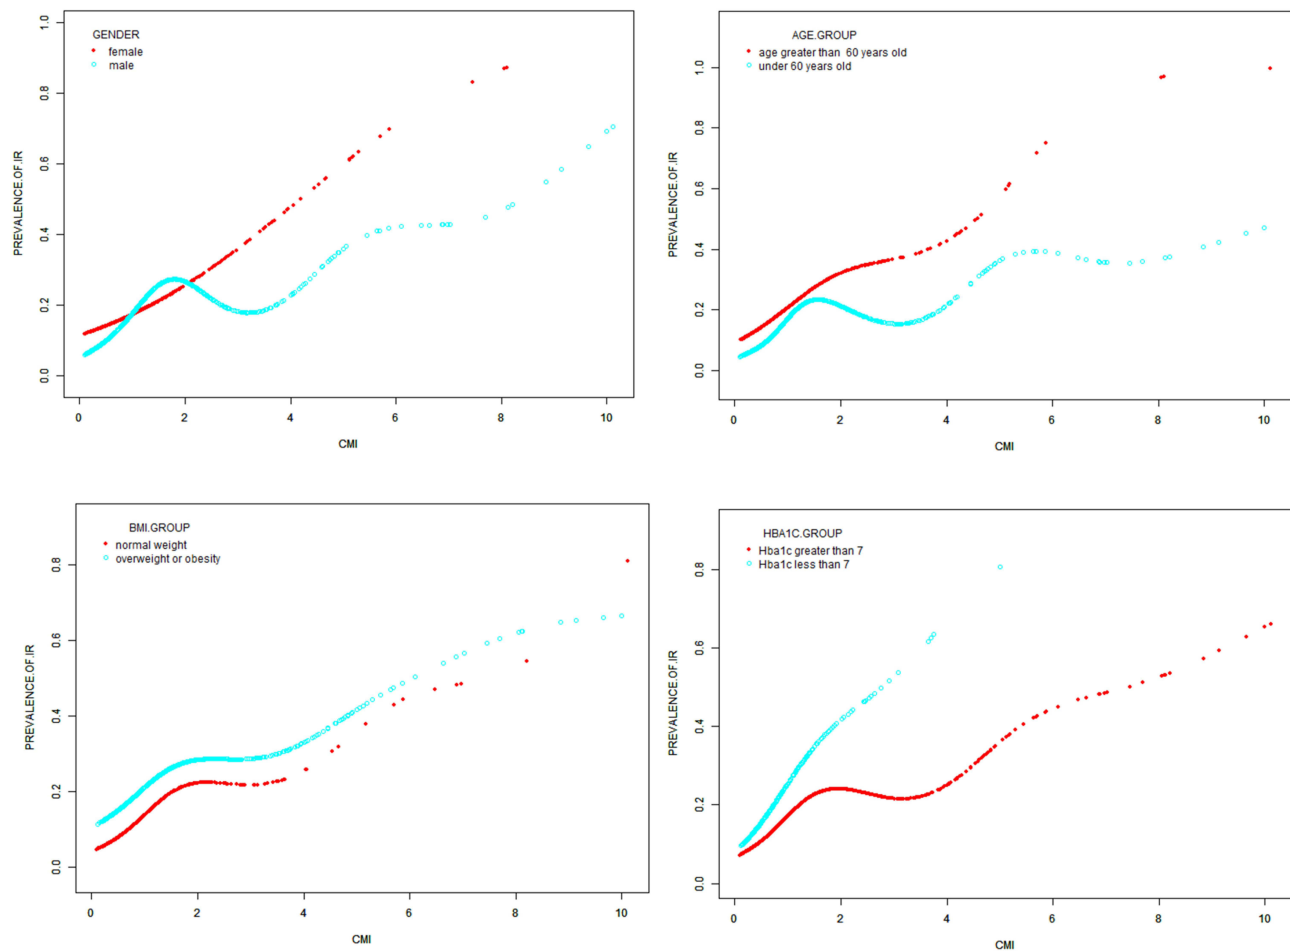 GENDER
female
male
PREVALENCE.OF.IR
1.0
0.8
0.6
0.4
0.2
0.0
0 2 4 6 8 10
CMI
AGE.GROUP
age greater than 60 years old
under 60 years old
PREVALENCE.OF.IR
1.0
0.8
0.6
0.4
0.2
0.0
0 2 4 6 8 10
CMI
BMI.GROUP
normal weight
overweight or obesity
PREVALENCE.OF.IR
0.8
0.6
0.4
0.2
0.0
0 2 4 6 8 10
CMI
HBA1C.GROUP
Hba1c greater than 7
Hba1c less than 7
PREVALENCE.OF.IR
0.8
0.6
0.4
0.2
0.0
0 2 4 6 8 10
CMI